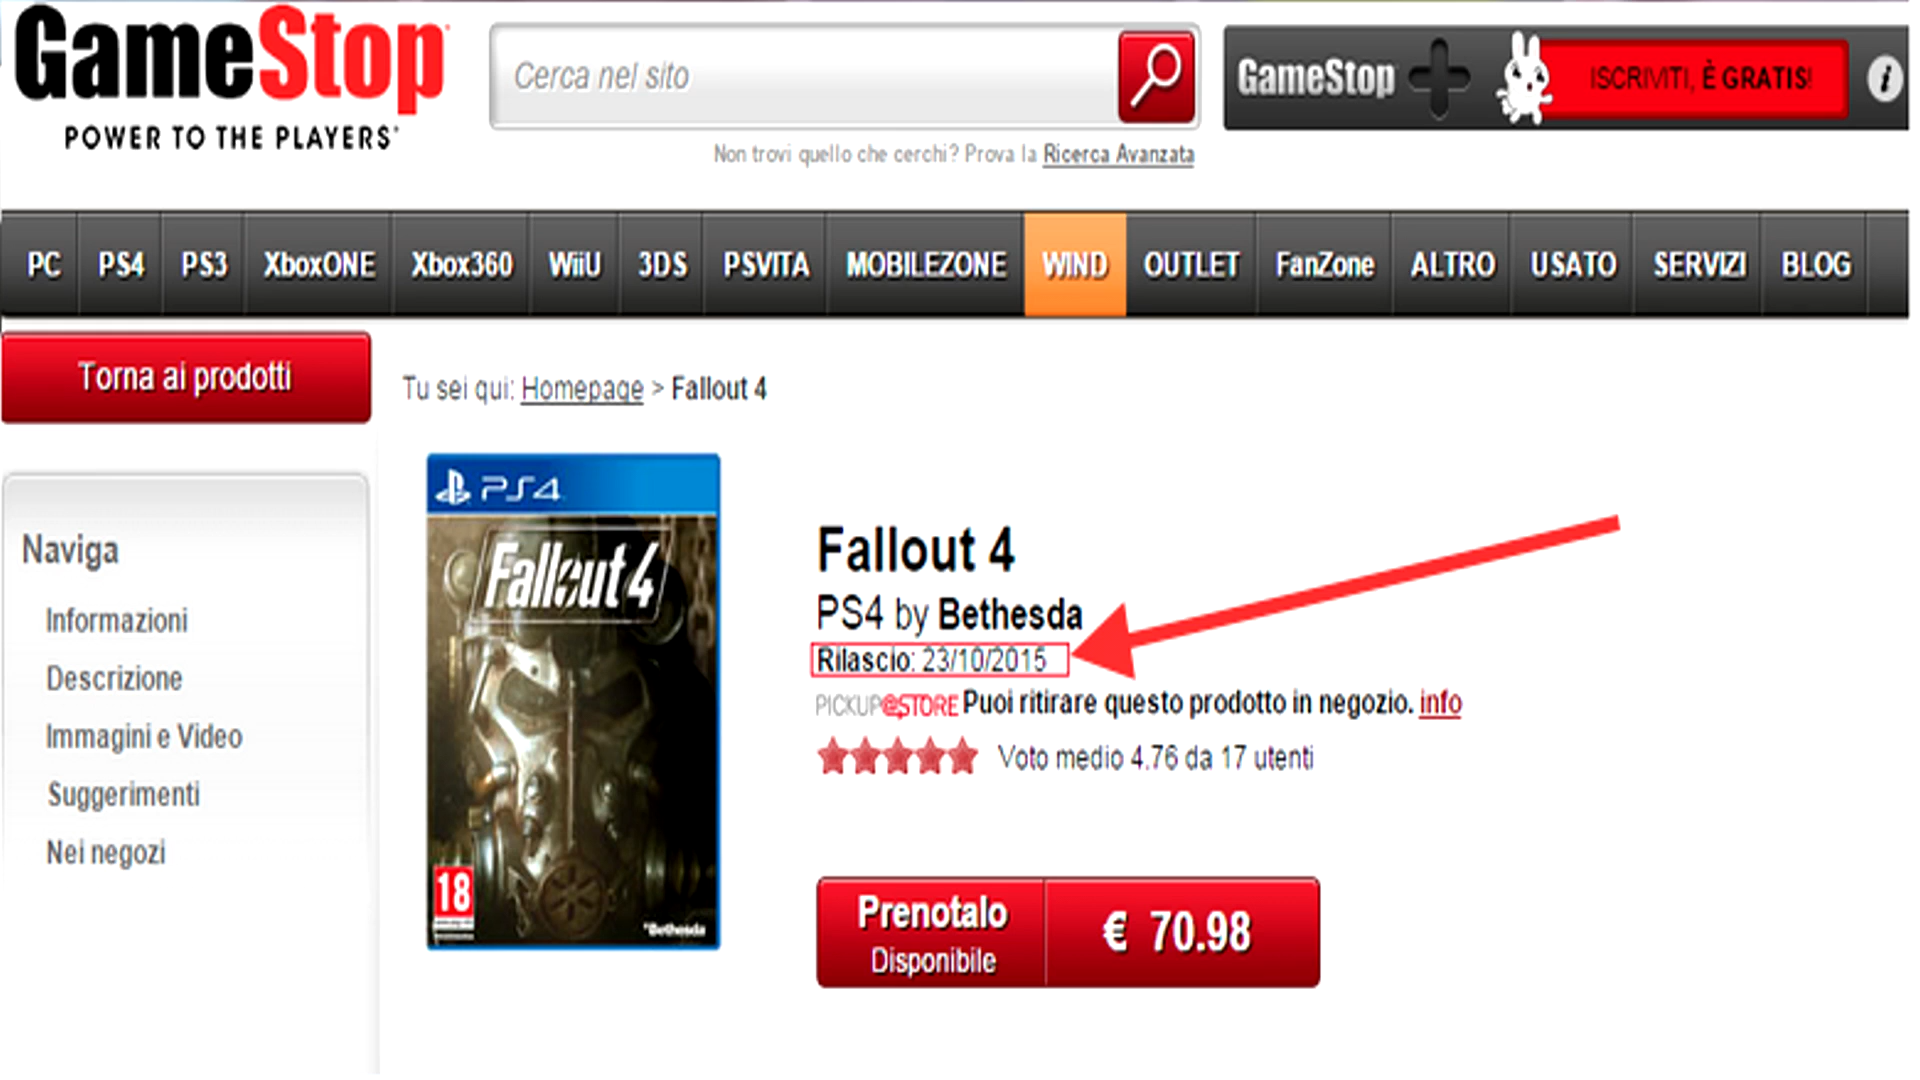 GameStop
POWER TO THE PLAYERS
Cerca nel sito
GameStop
ISCRIVITI, È GRATIS!
i
Non trovi quello che cerchi? Prova la Ricerca Avanzata
PC PS4 PS3 XboxONE Xbox360 WiiU 3DS PSVITA MOBILEZONE WIND OUTLET FanZone ALTRO USATO SERVIZI BLOG
Torna ai prodotti
Tu sei qui: Homepage > Fallout 4
Naviga
Informazioni
Descrizione
Immagini e Video
Suggerimenti
Nei negozi
PS4
Fallout 4
18
Bethesda
Fallout 4
PS4 by Bethesda
Rilascio: 23/10/2015
PICKUP@STORE Puoi ritirare questo prodotto in negozio. info
Voto medio 4.76 da 17 utenti
Prenotalo
Disponibile
€ 70.98